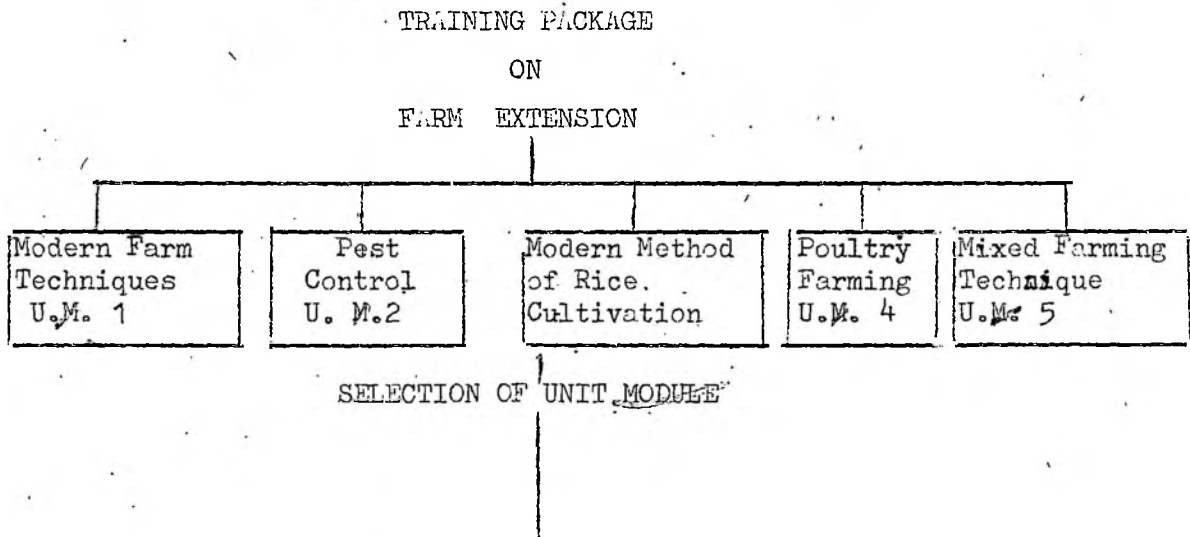 TRAINING PACKAGE
ON
FARM EXTENSION
Modern Farm
Techniques
U.M. 1
Pest
Control
U. M.2
Modern Method
of Rice.
Cultivation
Poultry
Farming
U.M. 4
Mixed Farming
Technique
U.M. 5
SELECTION OF UNIT MODULE